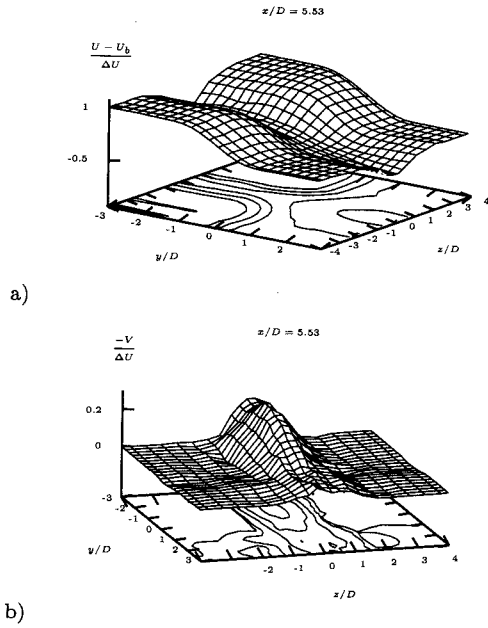 x/D = 5.53
U − U_b
ΔU
1
-0.5
-3 -2 -1 0 1 2
y/D
-4 -3 -2 -1 0 1 2 3 4
z/D
a)
x/D = 5.53
−V
ΔU
0.2
0
-3 -2 -1 0 1 2 3
y/D
-2 -1 0 1 2 3 4
z/D
b)